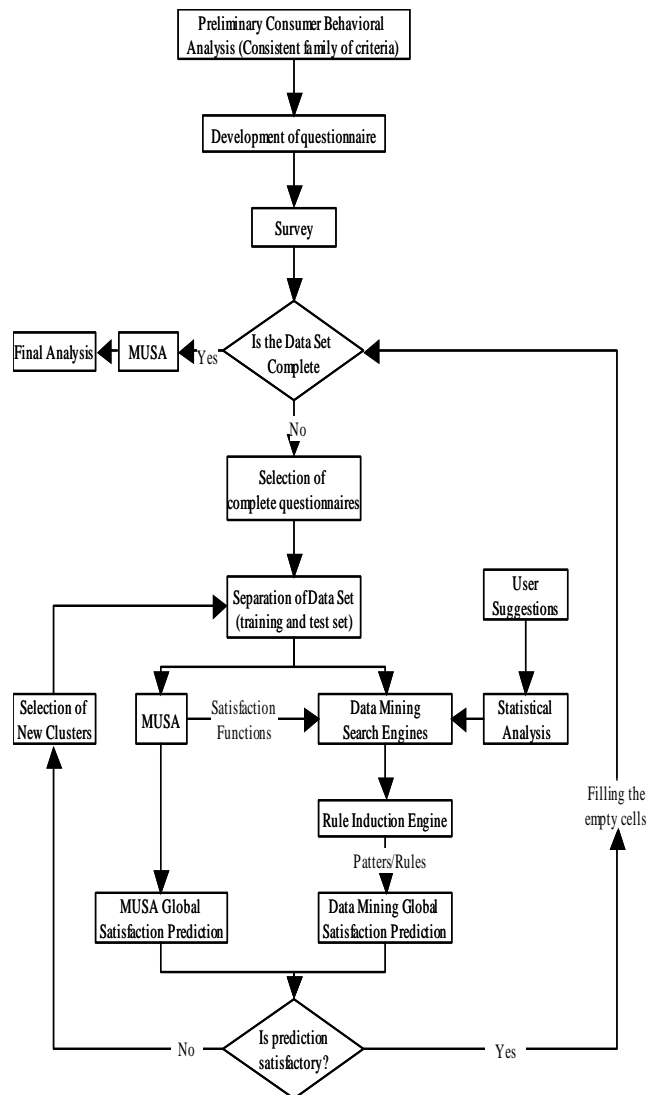 Preliminary Consumer Behavioral
Analysis (Consistent family of criteria)
Development of questionnaire
Survey
Is the Data Set
Complete
Yes
MUSA
Final Analysis
No
Selection of
complete questionnaires
Separation of Data Set
(training and test set)
User
Suggestions
Selection of
New Clusters
MUSA
Satisfaction
Functions
Data Mining
Search Engines
Statistical
Analysis
Filling the
empty cells
Rule Induction Engine
Patters/Rules
MUSA Global
Satisfaction Prediction
Data Mining Global
Satisfaction Prediction
Is prediction
satisfactory?
No
Yes